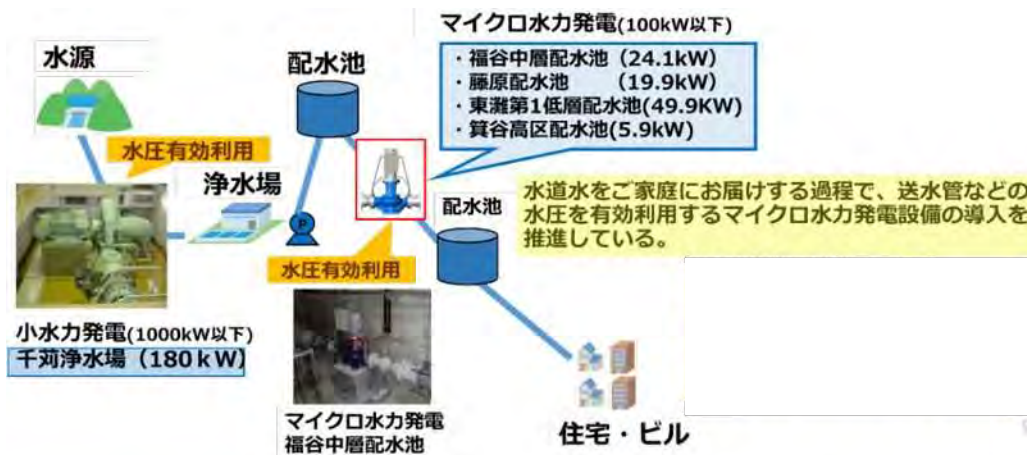 マイクロ水力発電(100kW以下)
・福谷中層配水池（24.1kW）
・藤原配水池　　（19.9kW）
・東灘第1低層配水池(49.9KW)
・箕谷高区配水池(5.9kW)
水源
配水池
水圧有効利用
浄水場
P
配水池
水道水をご家庭にお届けする過程で、送水管などの
水圧を有効利用するマイクロ水力発電設備の導入を
推進している。
水圧有効利用
小水力発電(1000kW以下)
千苅浄水場（180ｋW）
マイクロ水力発電
福谷中層配水池
住宅・ビル